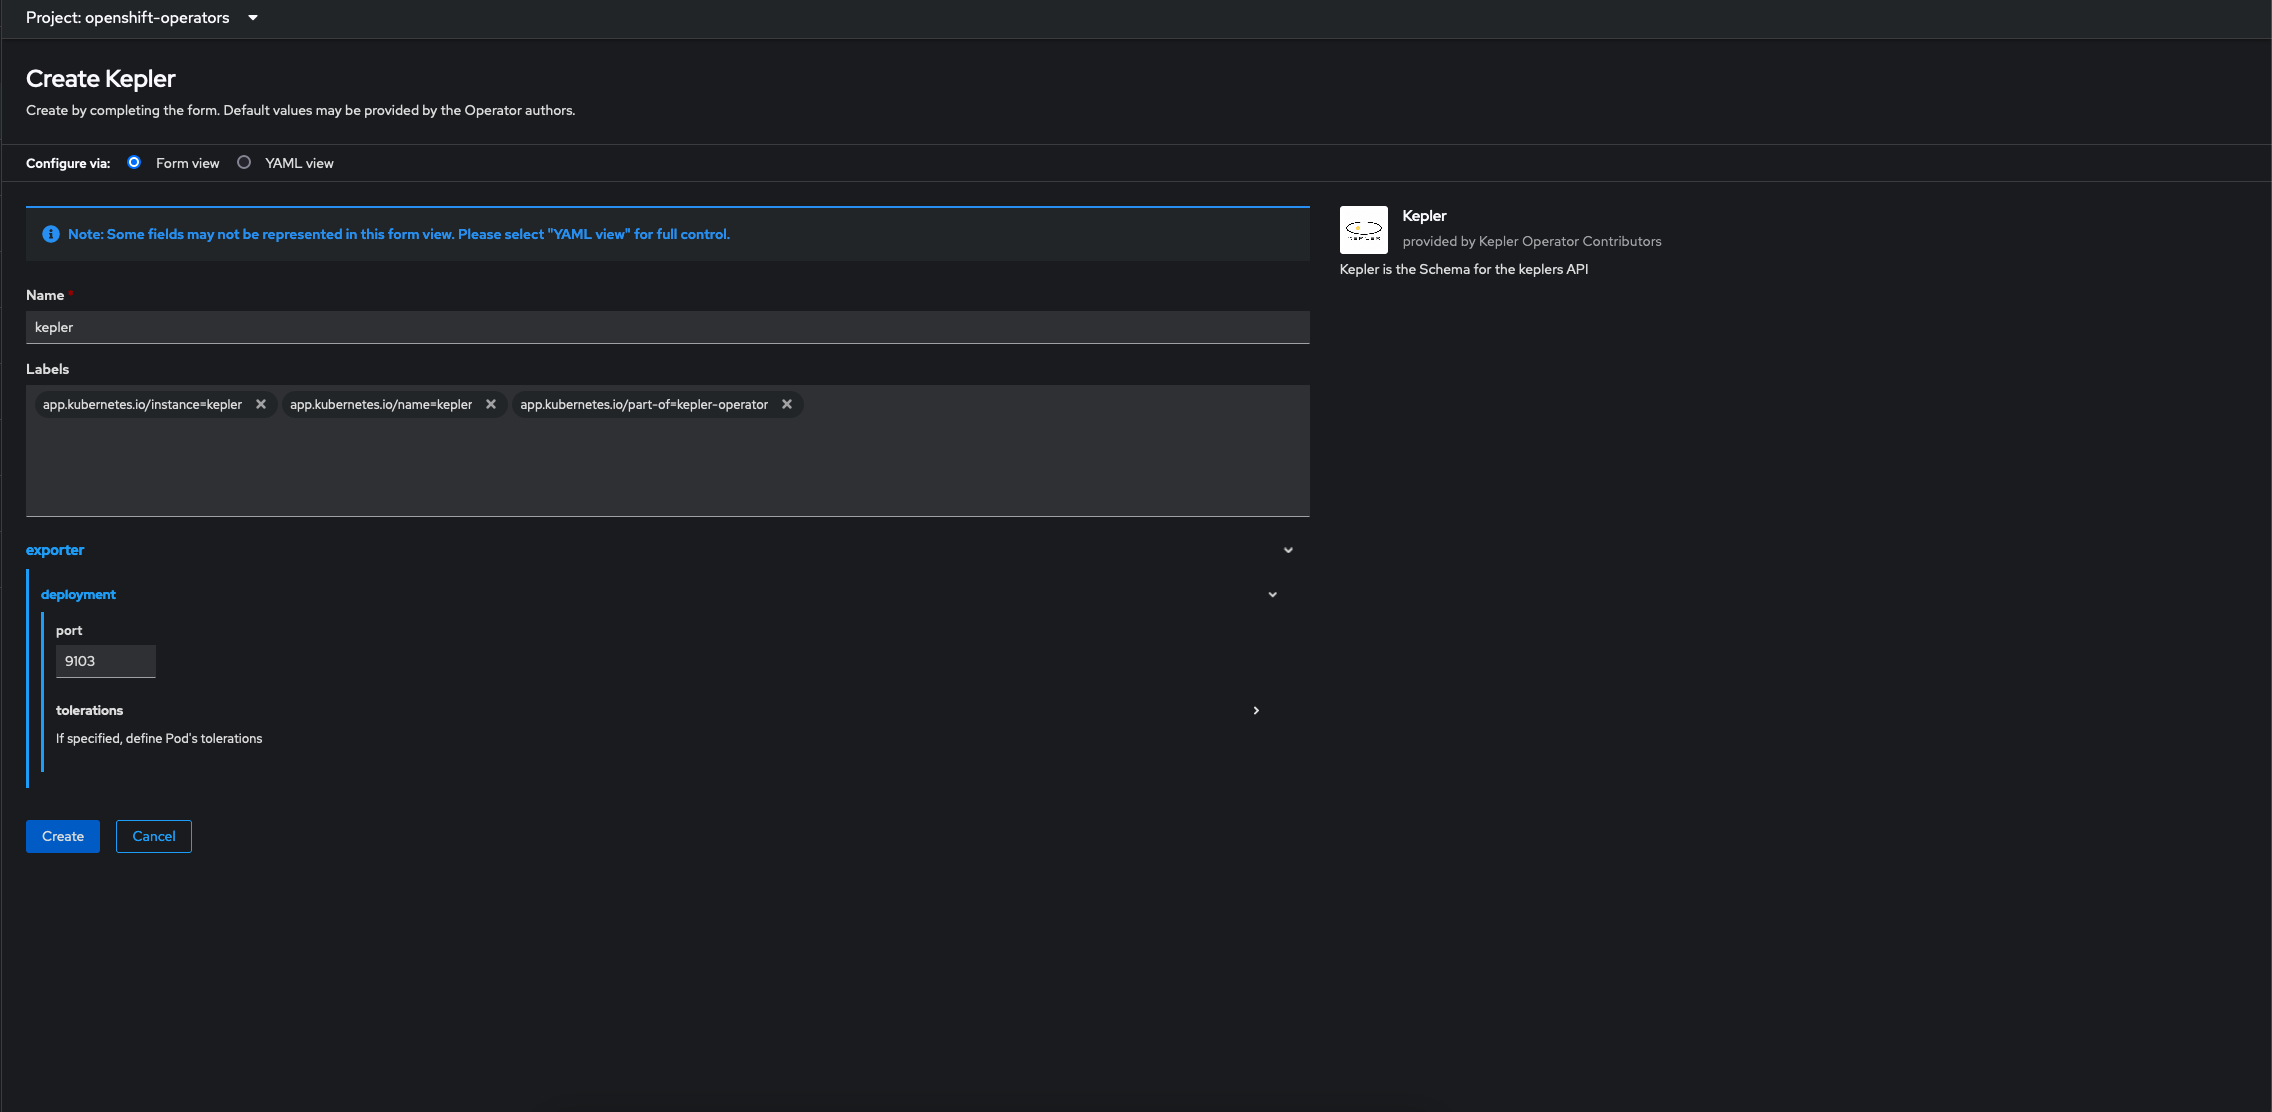 Project: openshift-operators
Create Kepler
Create by completing the form. Default values may be provided by the Operator authors.
Configure via: Form view YAML view
Note: Some fields may not be represented in this form view. Please select "YAML view" for full control.
Name *
kepler
Labels
app.kubernetes.io/instance=kepler app.kubernetes.io/name=kepler app.kubernetes.io/part-of=kepler-operator
exporter
deployment
port
9103
tolerations
If specified, define Pod's tolerations
Create Cancel
KEPLER
Kepler
provided by Kepler Operator Contributors
Kepler is the Schema for the keplers API